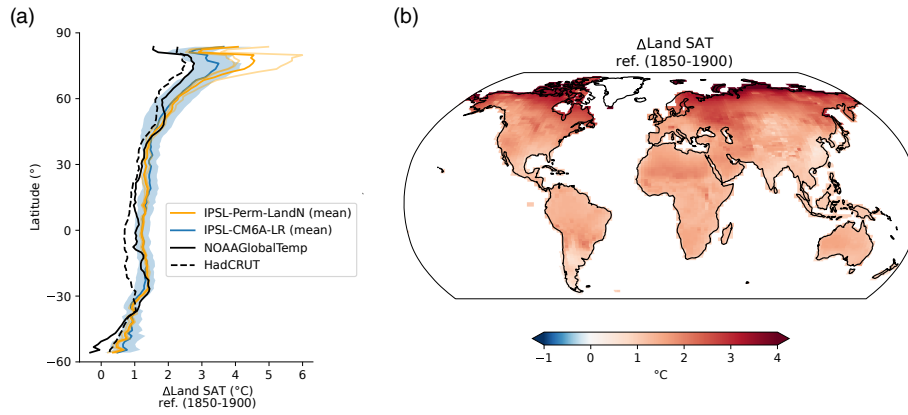 (a)
90
60
30
0
−30
−60
Latitude (°)
IPSL-Perm-LandN (mean)
IPSL-CM6A-LR (mean)
NOAAGlobalTemp
HadCRUT
0 1 2 3 4 5 6
ΔLand SAT (°C)
ref. (1850-1900)
(b)
ΔLand SAT
ref. (1850-1900)
−1 0 1 2 3 4
°C